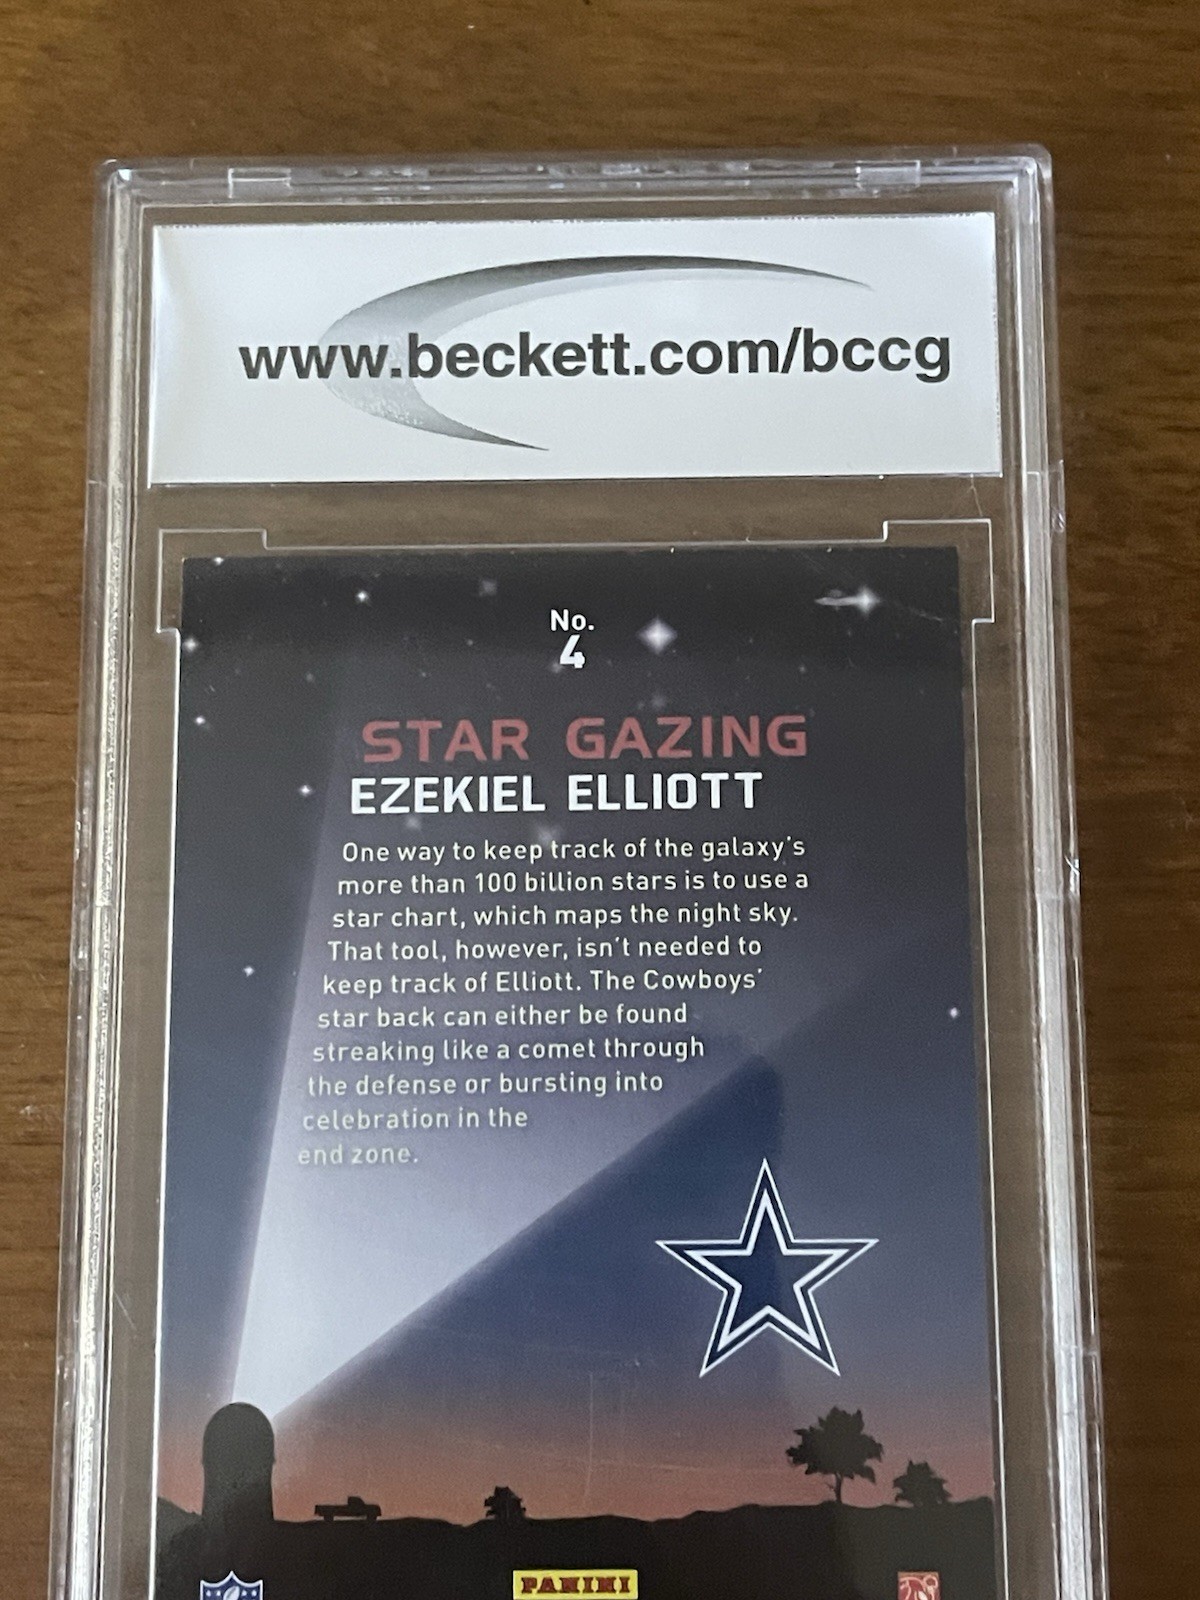 www.beckett.com/bccg
No.
4
STAR GAZING
EZEKIEL ELLIOTT
One way to keep track of the galaxy's
more than 100 billion stars is to use a
star chart, which maps the night sky.
That tool, however, isn't needed to
keep track of Elliott. The Cowboys'
star back can either be found
streaking like a comet through
the defense or bursting into
celebration in the
end zone.
PANINI